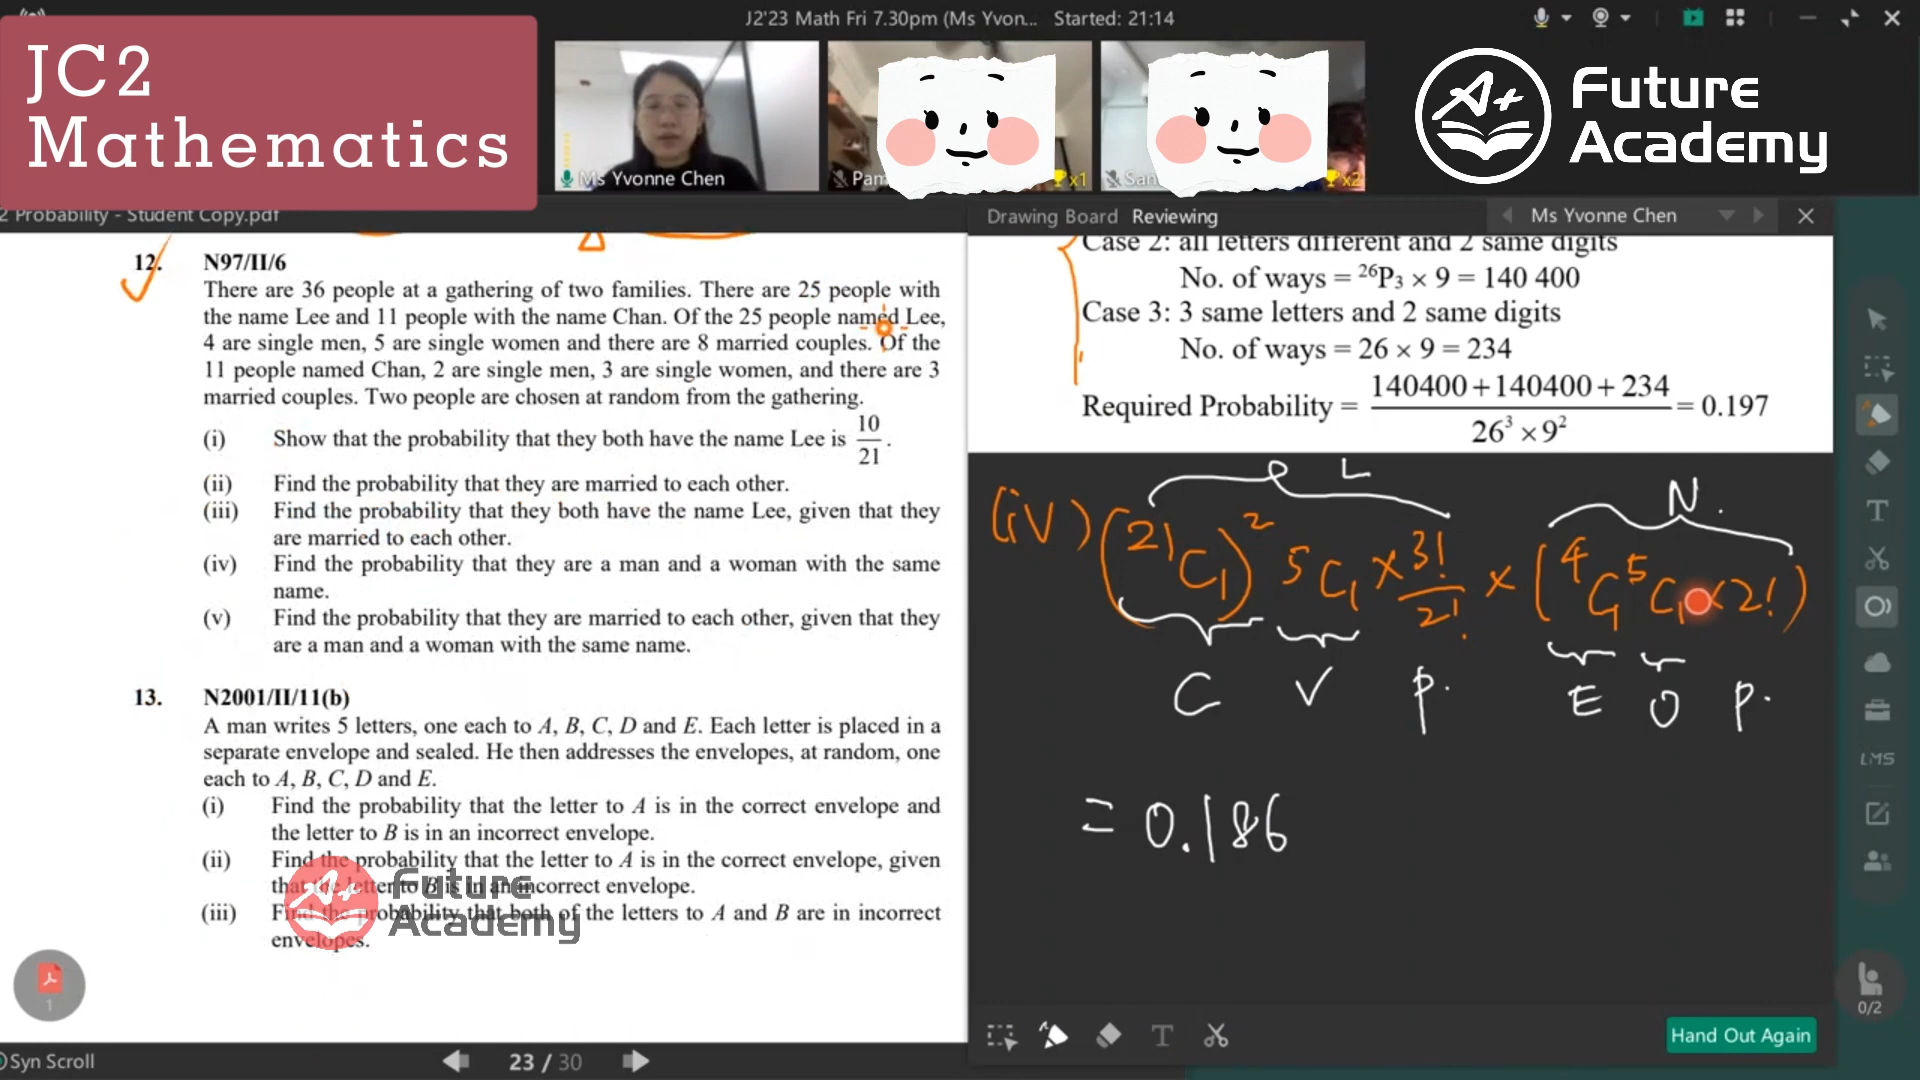 J2'23 Math Fri 7.30pm (Ms Yvon... Started: 21:14
JC2
Mathematics
Ms Yvonne Chen
Pam
x1
San
x2
A+ Future
Academy
2 Probability - Student Copy.pdf
12. N97/II/6
There are 36 people at a gathering of two families. There are 25 people with
the name Lee and 11 people with the name Chan. Of the 25 people named Lee,
4 are single men, 5 are single women and there are 8 married couples. Of the
11 people named Chan, 2 are single men, 3 are single women, and there are 3
married couples. Two people are chosen at random from the gathering.
(i) Show that the probability that they both have the name Lee is 10/21.
(ii) Find the probability that they are married to each other.
(iii) Find the probability that they both have the name Lee, given that they
are married to each other.
(iv) Find the probability that they are a man and a woman with the same
name.
(v) Find the probability that they are married to each other, given that they
are a man and a woman with the same name.
13. N2001/II/11(b)
A man writes 5 letters, one each to A, B, C, D and E. Each letter is placed in a
separate envelope and sealed. He then addresses the envelopes, at random, one
each to A, B, C, D and E.
(i) Find the probability that the letter to A is in the correct envelope and
the letter to B is in an incorrect envelope.
(ii) Find the probability that the letter to A is in the correct envelope, given
that the letter to B is in an incorrect envelope.
(iii) Find the probability that both of the letters to A and B are in incorrect
envelopes.
A+ Future
Academy
1
Syn Scroll
23 / 30
Drawing Board Reviewing Ms Yvonne Chen
Case 2: all letters different and 2 same digits
No. of ways = ²⁶P₃ × 9 = 140 400
Case 3: 3 same letters and 2 same digits
No. of ways = 26 × 9 = 234
Required Probability = (140400 + 140400 + 234)/(26³ × 9²) = 0.197
L N.
(iv) (²¹C₁)² ⁵C₁ × 3!/2! × (⁴C₁ ⁵C₁ × 2!)
C V P. E O P.
= 0.186
T
LMS
0/2
T
Hand Out Again